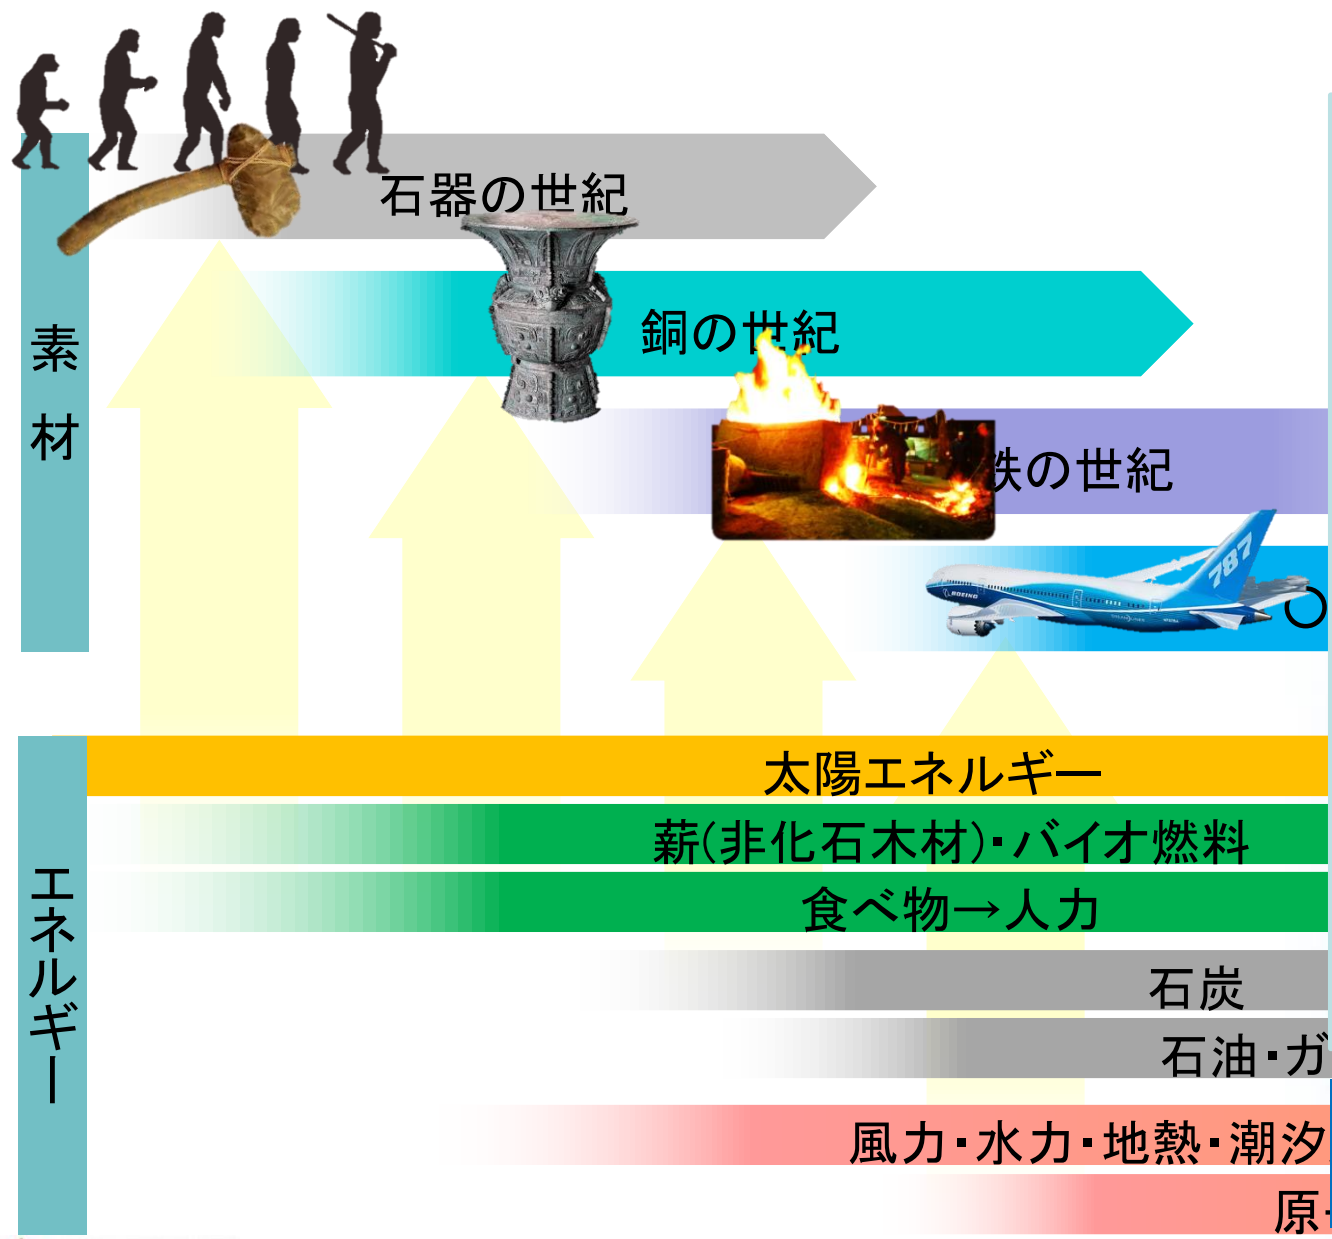 石器の世紀
銅の世紀
の世紀
素材
787
BOEING
太陽エネルギー
薪(非化石木材)・バイオ燃料
食べ物→人力
エネルギー
石炭
石油・ガ
風力・水力・地熱・潮汐
原